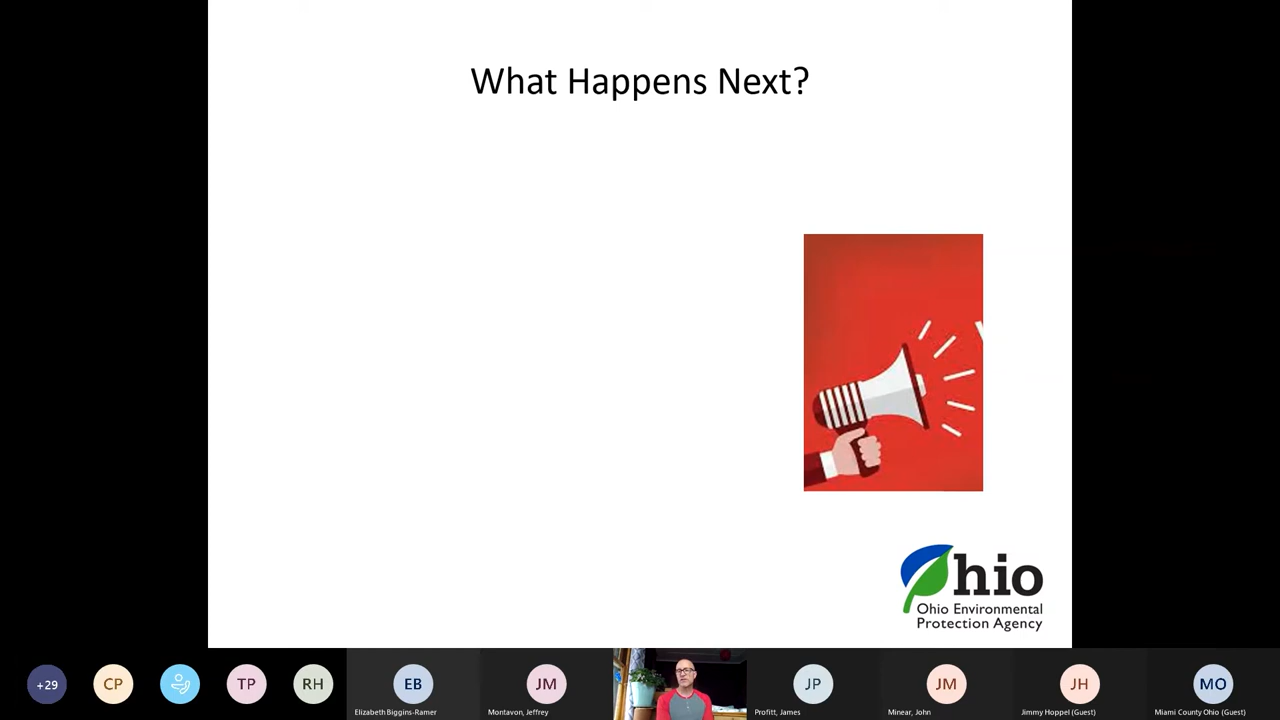 What Happens Next?
hio
Ohio Environmental
Protection Agency
+29
CP
TP
RH
EB
JM
JP
JM
JH
MO
Elizabeth Biggins-Ramer
Montavon, Jeffrey
Profitt, James
Minear, John
Jimmy Hoppel (Guest)
Miami County Ohio (Guest)